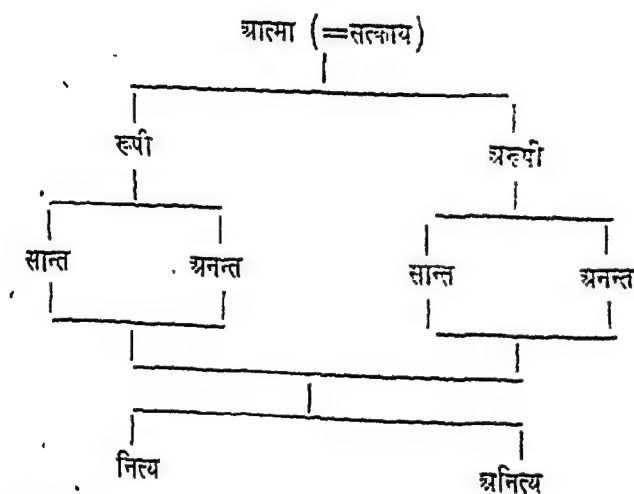 आत्मा (=सत्काय)
रूपी अरूपी
सान्त अनन्त सान्त अनन्त
नित्य अनित्य